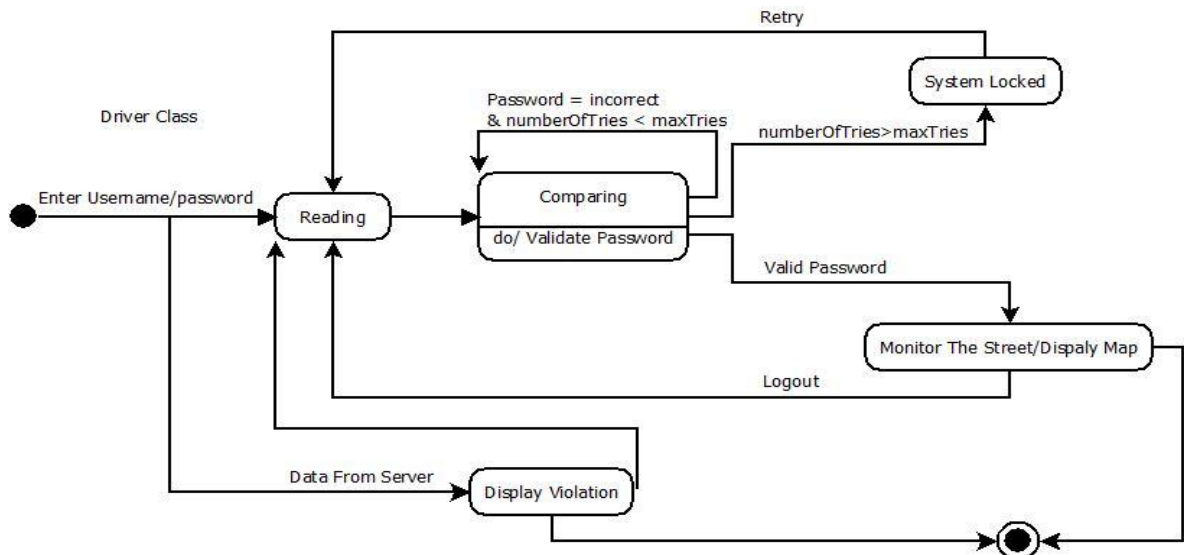 Retry
System Locked
Password = incorrect
& numberOfTries < maxTries
Driver Class
numberOfTries>maxTries
Enter Username/password
Comparing
Reading
do/ Validate Password
Valid Password
Monitor The Street/Dispaly Map
Logout
Data From Server
Display Violation